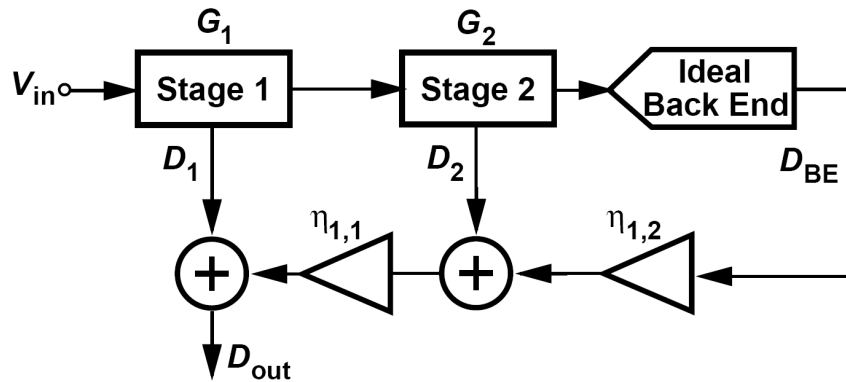 G1 G2
Vin Stage 1 Stage 2 Ideal
Back End
D1 D2 DBE
η1,1 η1,2
+ +
Dout